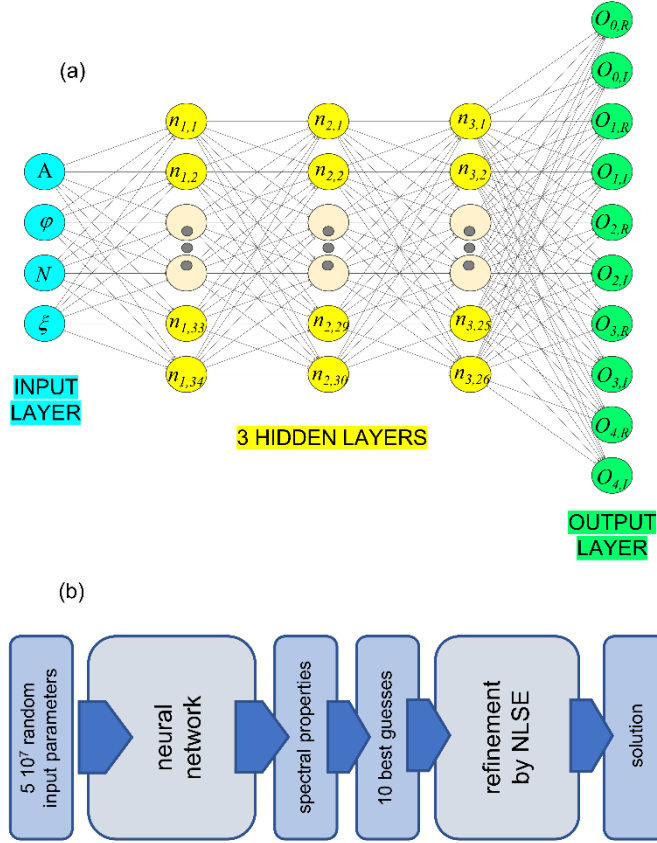 (a)
A
φ
N
ξ
INPUT
LAYER
n1,1
n1,2
n1,33
n1,34
n2,1
n2,2
n2,29
n2,30
n3,1
n3,2
n3,25
n3,26
3 HIDDEN LAYERS
O0,R
O0,I
O1,R
O1,I
O2,R
O2,I
O3,R
O3,I
O4,R
O4,I
OUTPUT
LAYER
(b)
5 10⁷ random
input parameters
neural
network
spectral properties
10 best guesses
refinement
by NLSE
solution